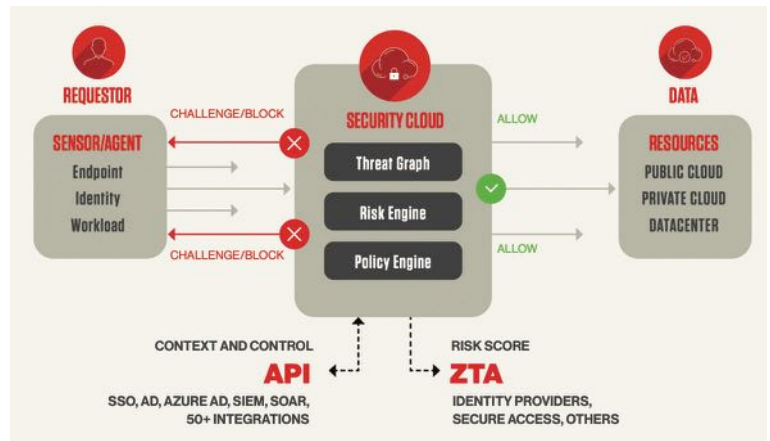 REQUESTOR
SENSOR/AGENT
Endpoint
Identity
Workload
CHALLENGE/BLOCK
CHALLENGE/BLOCK
SECURITY CLOUD
Threat Graph
Risk Engine
Policy Engine
ALLOW
ALLOW
DATA
RESOURCES
PUBLIC CLOUD
PRIVATE CLOUD
DATACENTER
CONTEXT AND CONTROL
API
SSO, AD, AZURE AD, SIEM, SOAR,
50+ INTEGRATIONS
RISK SCORE
ZTA
IDENTITY PROVIDERS,
SECURE ACCESS, OTHERS